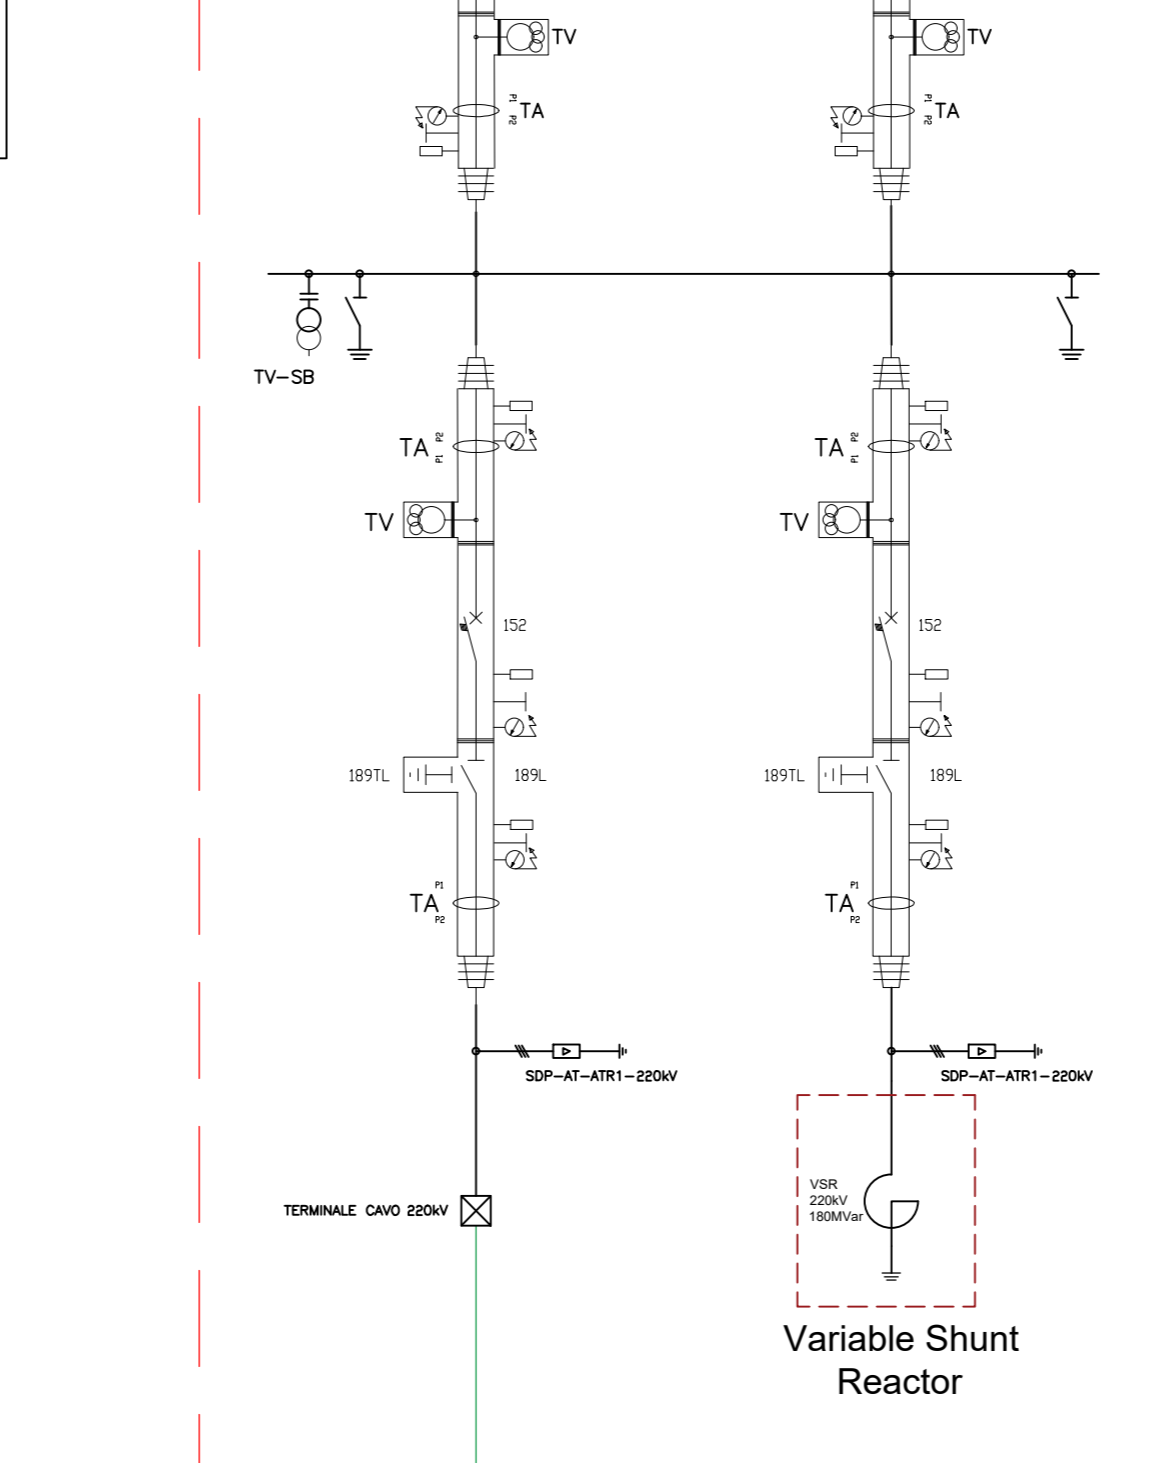 TV
TV
P1
P2
TA
P1
P2
TA
TV-SB
TA
P2
P1
TA
P2
P1
TV
TV
152
152
189TL
189L
189TL
189L
P1
TA
P2
P1
TA
P2
SDP-AT-ATR1-220kV
SDP-AT-ATR1-220kV
VSR
220kV
180MVar
TERMINALE CAVO 220kV
Variable Shunt
Reactor